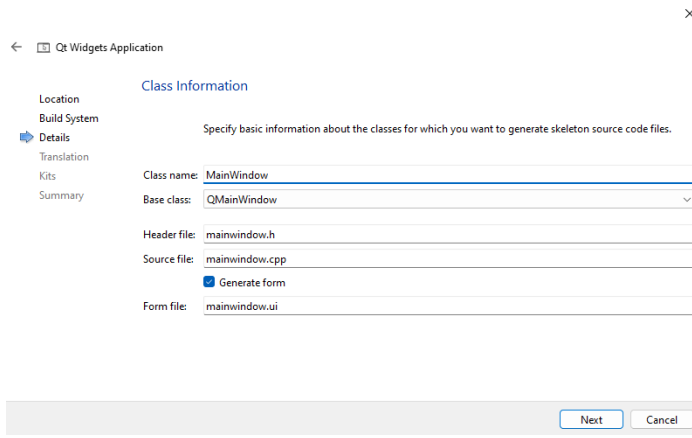 Qt Widgets Application
Location
Build System
Details
Translation
Kits
Summary
Class Information
Specify basic information about the classes for which you want to generate skeleton source code files.
Class name: MainWindow
Base class: QMainWindow
Header file: mainwindow.h
Source file: mainwindow.cpp
Generate form
Form file: mainwindow.ui
Next Cancel